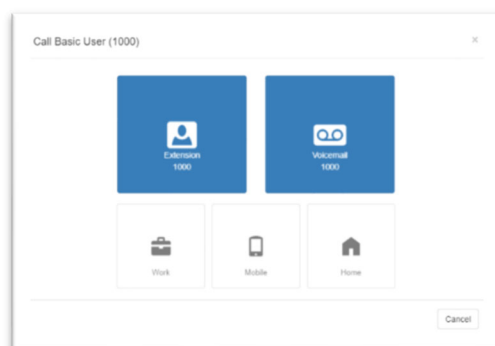 Call Basic User (1000)
×
Extension
1000
Voicemail
1000
Work
Mobile
Home
Cancel